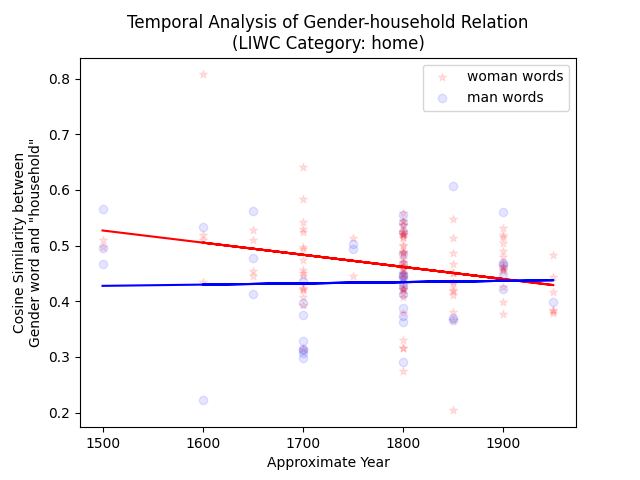 Temporal Analysis of Gender-household Relation
(LIWC Category: home)
woman words
man words
0.8
0.7
0.6
0.5
0.4
0.3
0.2
Cosine Similarity between
Gender word and "household"
1500 1600 1700 1800 1900
Approximate Year